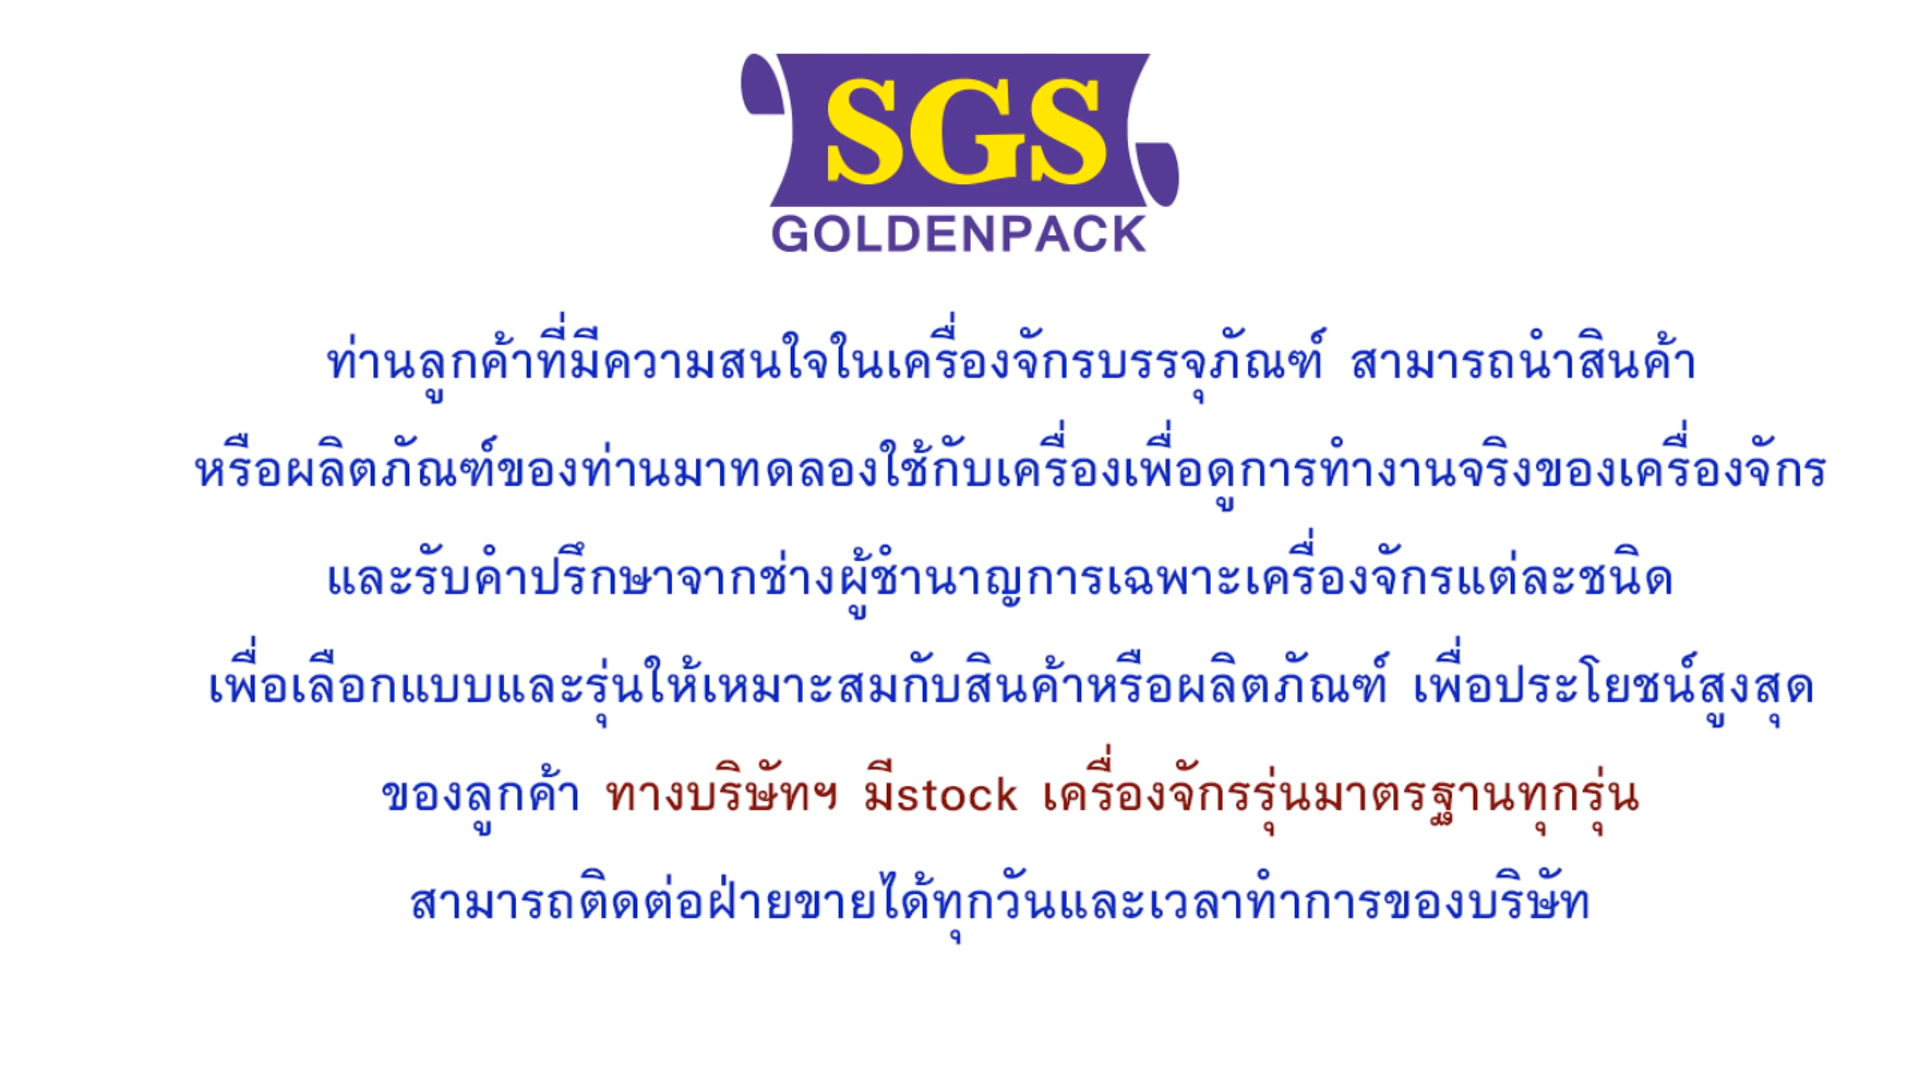 SGS
GOLDENPACK
ท่านลูกค้าที่มีความสนใจในเครื่องจักรบรรจุภัณฑ์ สามารถนำสินค้า
หรือผลิตภัณฑ์ของท่านมาทดลองใช้กับเครื่องเพื่อดูการทำงานจริงของเครื่องจักร
และรับคำปรึกษาจากช่างผู้ชำนาญการเฉพาะเครื่องจักรแต่ละชนิด
เพื่อเลือกแบบและรุ่นให้เหมาะสมกับสินค้าหรือผลิตภัณฑ์ เพื่อประโยชน์สูงสุด
ของลูกค้า ทางบริษัทฯ มีstock เครื่องจักรรุ่นมาตรฐานทุกรุ่น
สามารถติดต่อฝ่ายขายได้ทุกวันและเวลาทำการของบริษัท